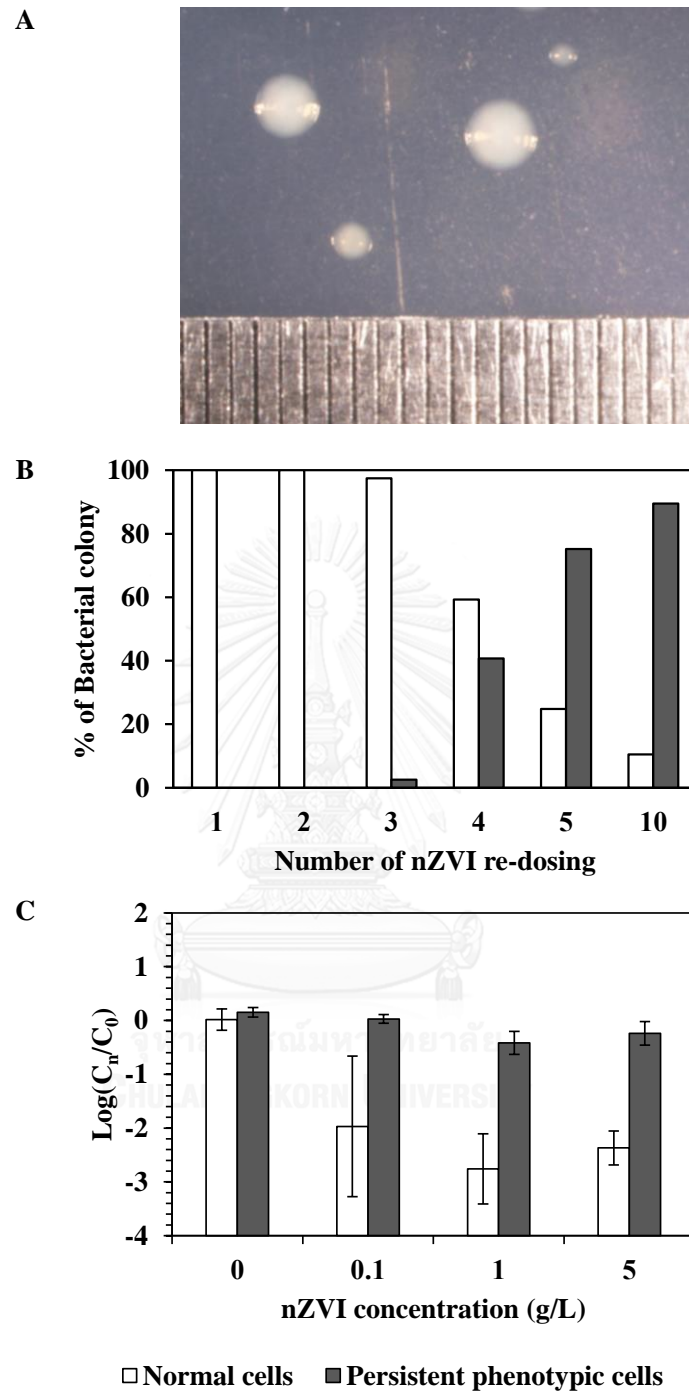 A
B
100
80
60
40
20
0
% of Bacterial colony
1 2 3 4 5 10
Number of nZVI re-dosing
C
2
1
0
-1
-2
-3
-4
Log(Cn/C0)
0 0.1 1 5
nZVI concentration (g/L)
Normal cells Persistent phenotypic cells